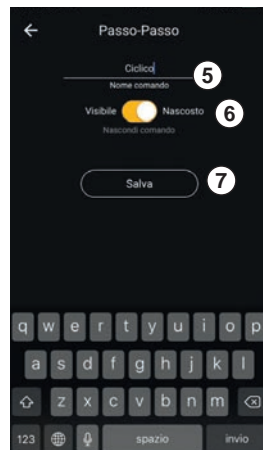 Passo-Passo
Ciclico
5
Nome comando
Visibile Nascosto
6
Nascondi comando
Salva
7
q w e r t y u i o p
a s d f g h j k l
z x c v b n m
123 spazio invio